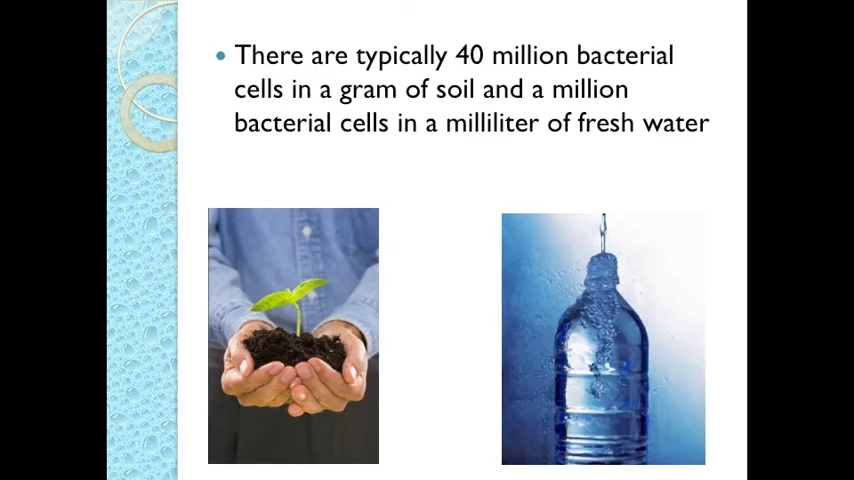 There are typically 40 million bacterial
cells in a gram of soil and a million
bacterial cells in a milliliter of fresh water